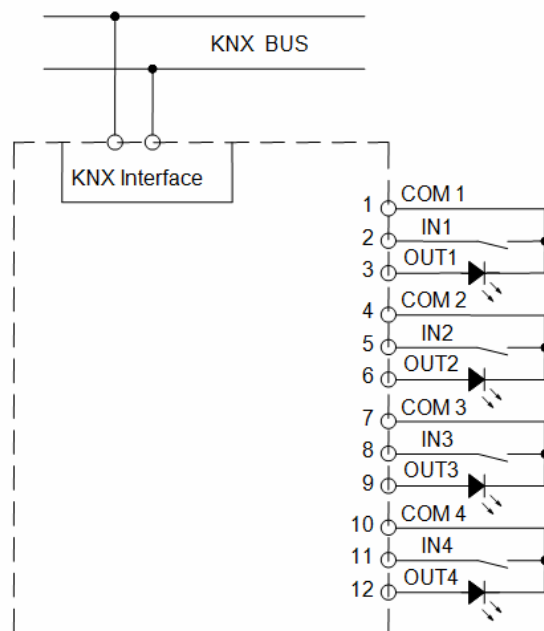 KNX BUS
KNX Interface
1 COM 1
2 IN1
3 OUT1
4 COM 2
5 IN2
6 OUT2
7 COM 3
8 IN3
9 OUT3
10 COM 4
11 IN4
12 OUT4